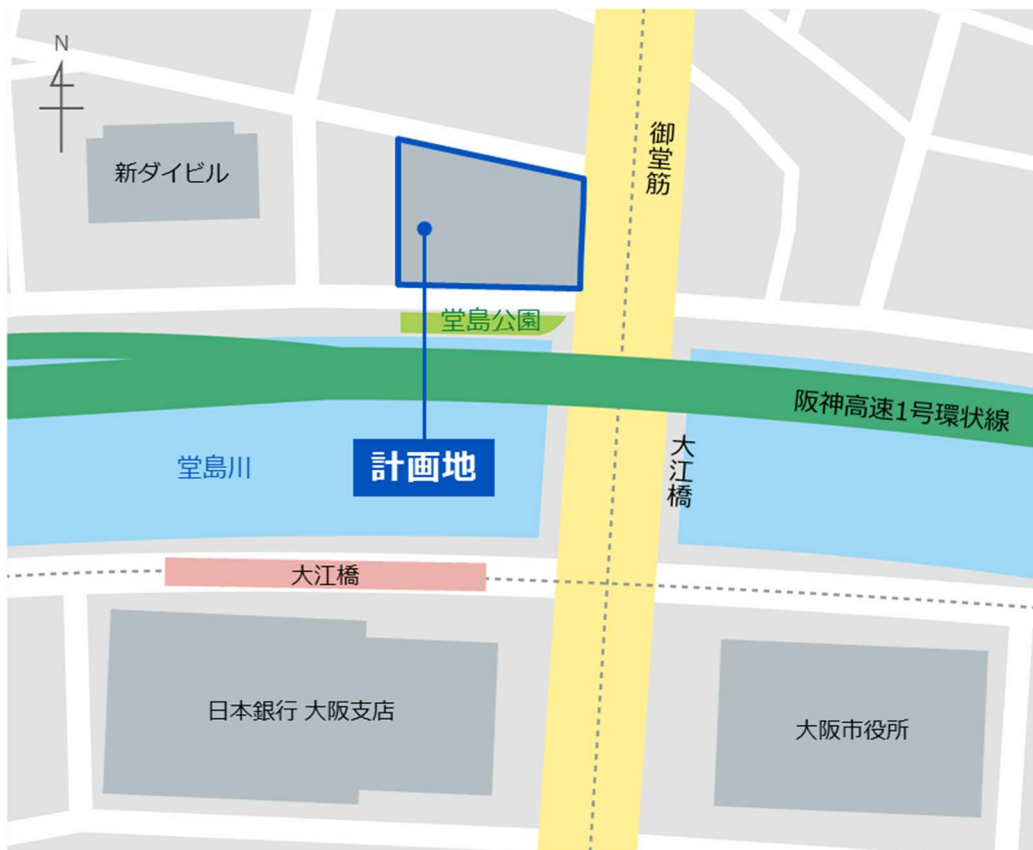 N
御堂筋
新ダイビル
堂島公園
阪神高速1号環状線
大江橋
計画地
堂島川
大江橋
日本銀行 大阪支店
大阪市役所